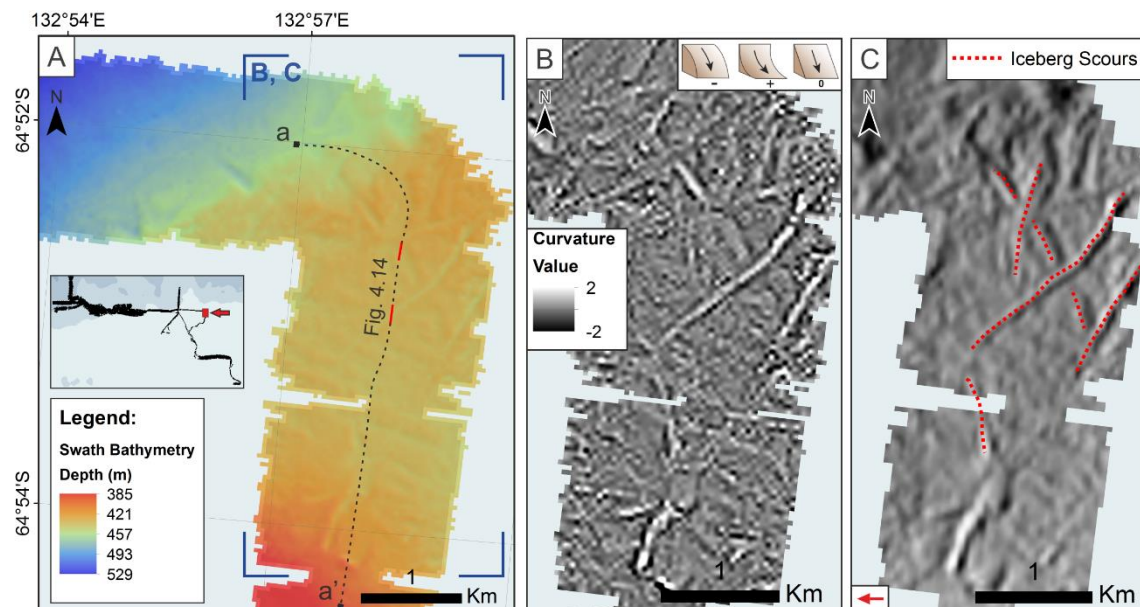 132°54'E
132°57'E
A
B, C
N
64°52'S
a
Fig. 4.14
Legend:
Swath Bathymetry
Depth (m)
385
421
457
493
529
64°54'S
a'
1
Km
B
- + 0
N
Curvature
Value
2
-2
1
Km
C
Iceberg Scours
N
1
Km